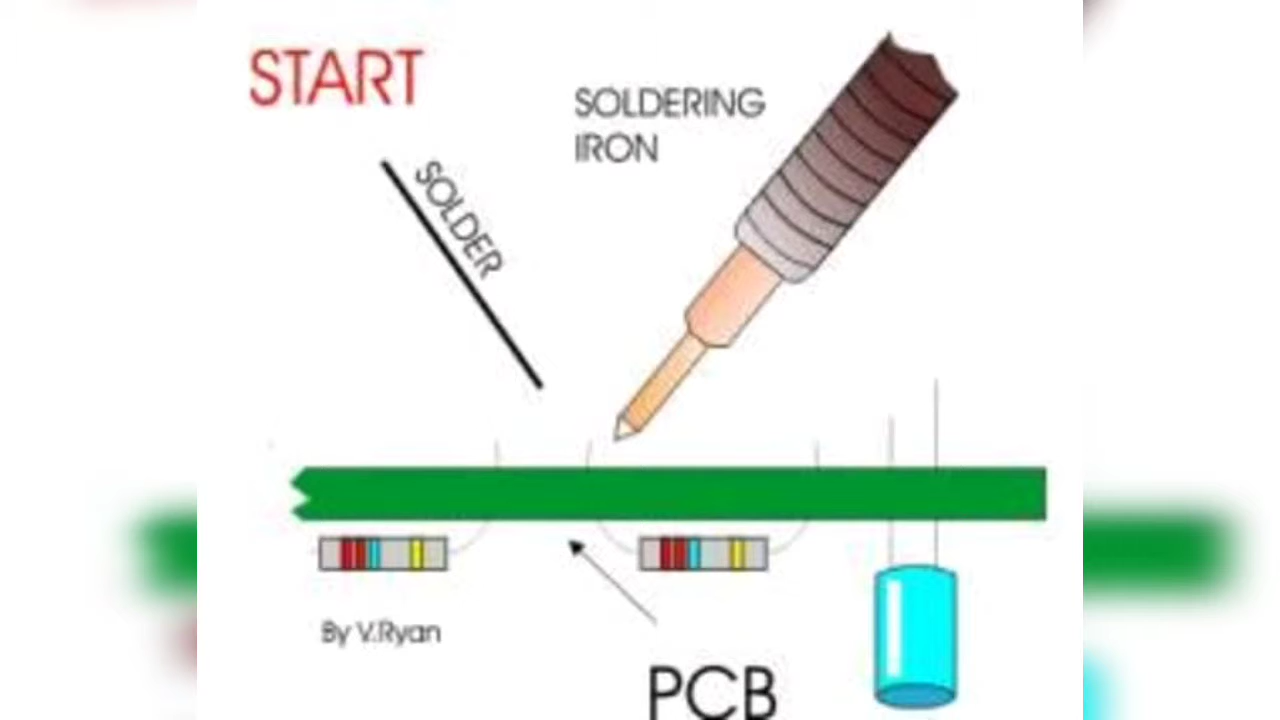 START
SOLDERING
IRON
SOLDER
By V.Ryan
PCB